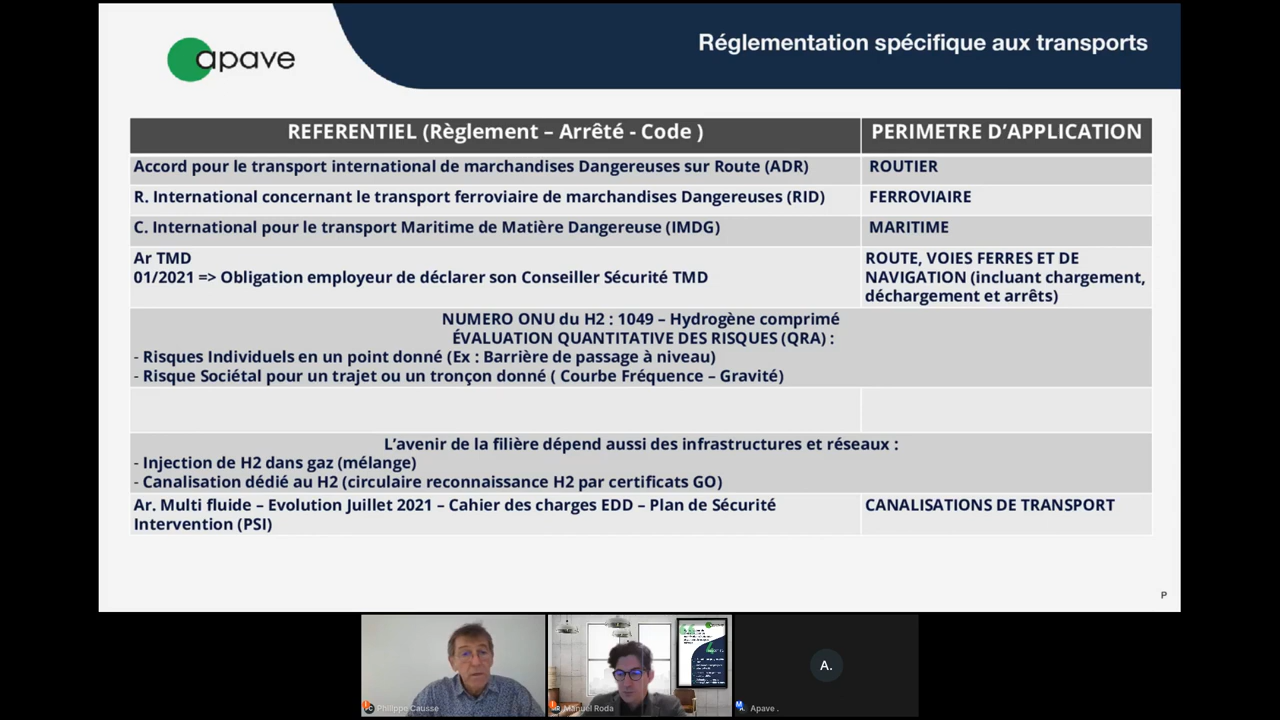 apave
Réglementation spécifique aux transports
REFERENTIEL (Règlement – Arrêté - Code )
PERIMETRE D'APPLICATION
Accord pour le transport international de marchandises Dangereuses sur Route (ADR)
ROUTIER
R. International concernant le transport ferroviaire de marchandises Dangereuses (RID)
FERROVIAIRE
C. International pour le transport Maritime de Matière Dangereuse (IMDG)
MARITIME
Ar TMD
01/2021 => Obligation employeur de déclarer son Conseiller Sécurité TMD
ROUTE, VOIES FERRES ET DE
NAVIGATION (incluant chargement,
déchargement et arrêts)
NUMERO ONU du H2 : 1049 – Hydrogène comprimé
ÉVALUATION QUANTITATIVE DES RISQUES (QRA) :
- Risques Individuels en un point donné (Ex : Barrière de passage à niveau)
- Risque Sociétal pour un trajet ou un tronçon donné ( Courbe Fréquence – Gravité)
L'avenir de la filière dépend aussi des infrastructures et réseaux :
- Injection de H2 dans gaz (mélange)
- Canalisation dédié au H2 (circulaire reconnaissance H2 par certificats GO)
Ar. Multi fluide – Evolution Juillet 2021 – Cahier des charges EDD – Plan de Sécurité
Intervention (PSI)
CANALISATIONS DE TRANSPORT
P
Philippe Causse
Manuel Roda
A.
Apave .